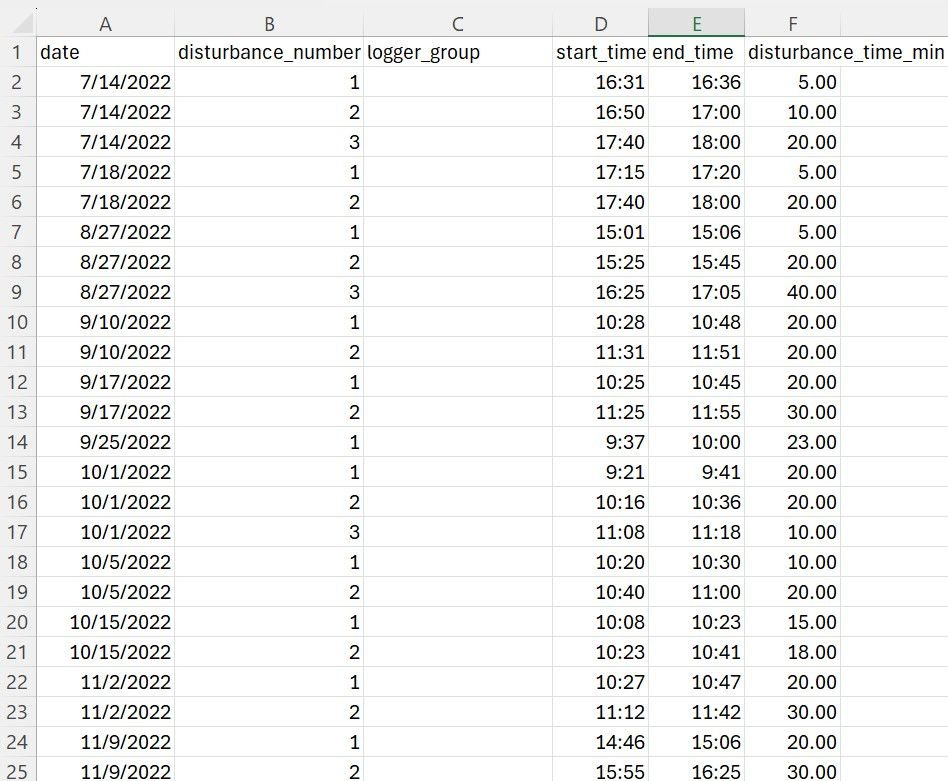 A B C D E F
1 date disturbance_number logger_group start_time end_time disturbance_time_min
2 7/14/2022 1 16:31 16:36 5.00
3 7/14/2022 2 16:50 17:00 10.00
4 7/14/2022 3 17:40 18:00 20.00
5 7/18/2022 1 17:15 17:20 5.00
6 7/18/2022 2 17:40 18:00 20.00
7 8/27/2022 1 15:01 15:06 5.00
8 8/27/2022 2 15:25 15:45 20.00
9 8/27/2022 3 16:25 17:05 40.00
10 9/10/2022 1 10:28 10:48 20.00
11 9/10/2022 2 11:31 11:51 20.00
12 9/17/2022 1 10:25 10:45 20.00
13 9/17/2022 2 11:25 11:55 30.00
14 9/25/2022 1 9:37 10:00 23.00
15 10/1/2022 1 9:21 9:41 20.00
16 10/1/2022 2 10:16 10:36 20.00
17 10/1/2022 3 11:08 11:18 10.00
18 10/5/2022 1 10:20 10:30 10.00
19 10/5/2022 2 10:40 11:00 20.00
20 10/15/2022 1 10:08 10:23 15.00
21 10/15/2022 2 10:23 10:41 18.00
22 11/2/2022 1 10:27 10:47 20.00
23 11/2/2022 2 11:12 11:42 30.00
24 11/9/2022 1 14:46 15:06 20.00
25 11/9/2022 2 15:55 16:25 30.00